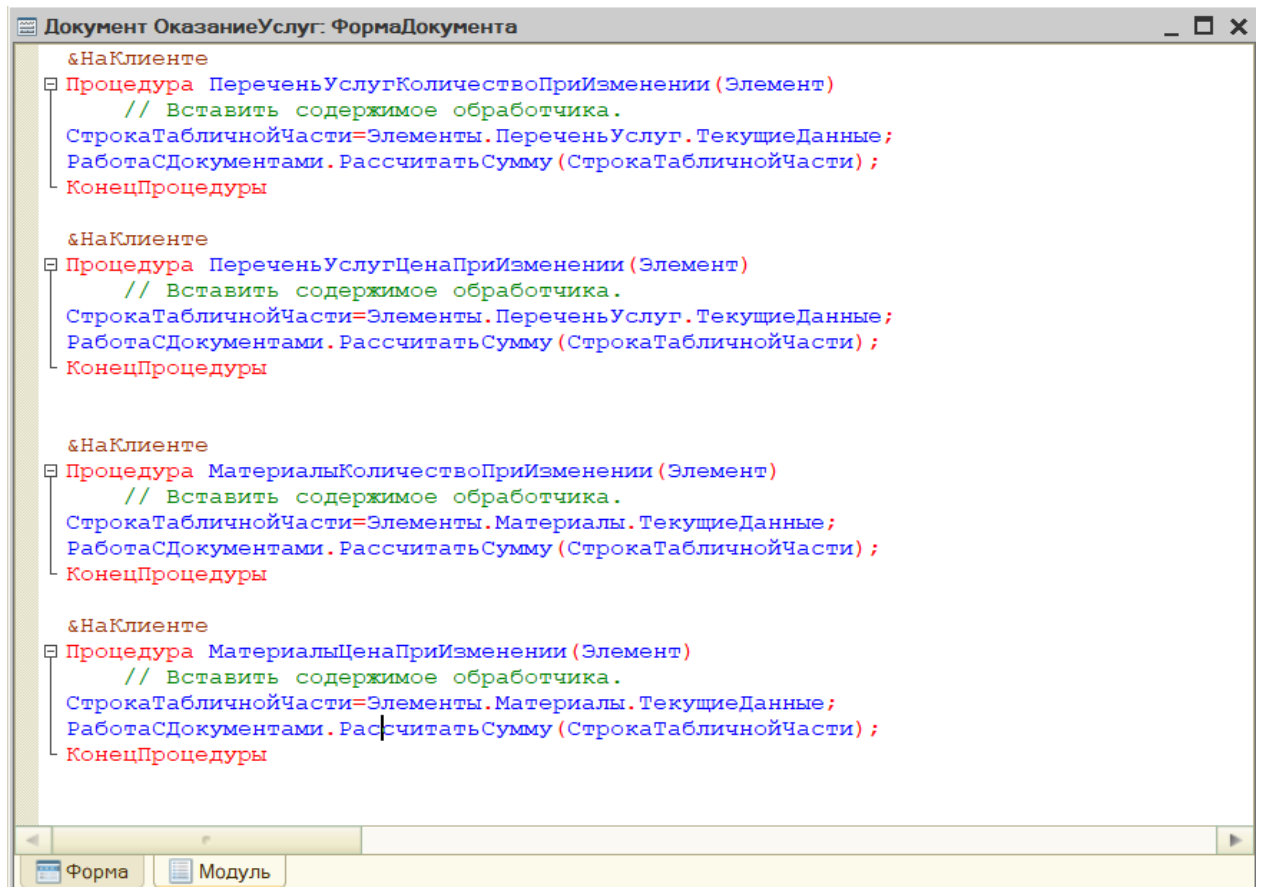 Документ ОказаниеУслуг: ФормаДокумента
&НаКлиенте
Процедура ПереченьУслугКоличествоПриИзменении(Элемент)
// Вставить содержимое обработчика.
СтрокаТабличнойЧасти=Элементы.ПереченьУслуг.ТекущиеДанные;
РаботаСДокументами.РассчитатьСумму(СтрокаТабличнойЧасти);
КонецПроцедуры
&НаКлиенте
Процедура ПереченьУслугЦенаПриИзменении(Элемент)
// Вставить содержимое обработчика.
СтрокаТабличнойЧасти=Элементы.ПереченьУслуг.ТекущиеДанные;
РаботаСДокументами.РассчитатьСумму(СтрокаТабличнойЧасти);
КонецПроцедуры
&НаКлиенте
Процедура МатериалыКоличествоПриИзменении(Элемент)
// Вставить содержимое обработчика.
СтрокаТабличнойЧасти=Элементы.Материалы.ТекущиеДанные;
РаботаСДокументами.РассчитатьСумму(СтрокаТабличнойЧасти);
КонецПроцедуры
&НаКлиенте
Процедура МатериалыЦенаПриИзменении(Элемент)
// Вставить содержимое обработчика.
СтрокаТабличнойЧасти=Элементы.Материалы.ТекущиеДанные;
РаботаСДокументами.РассчитатьСумму(СтрокаТабличнойЧасти);
КонецПроцедуры
Форма Модуль